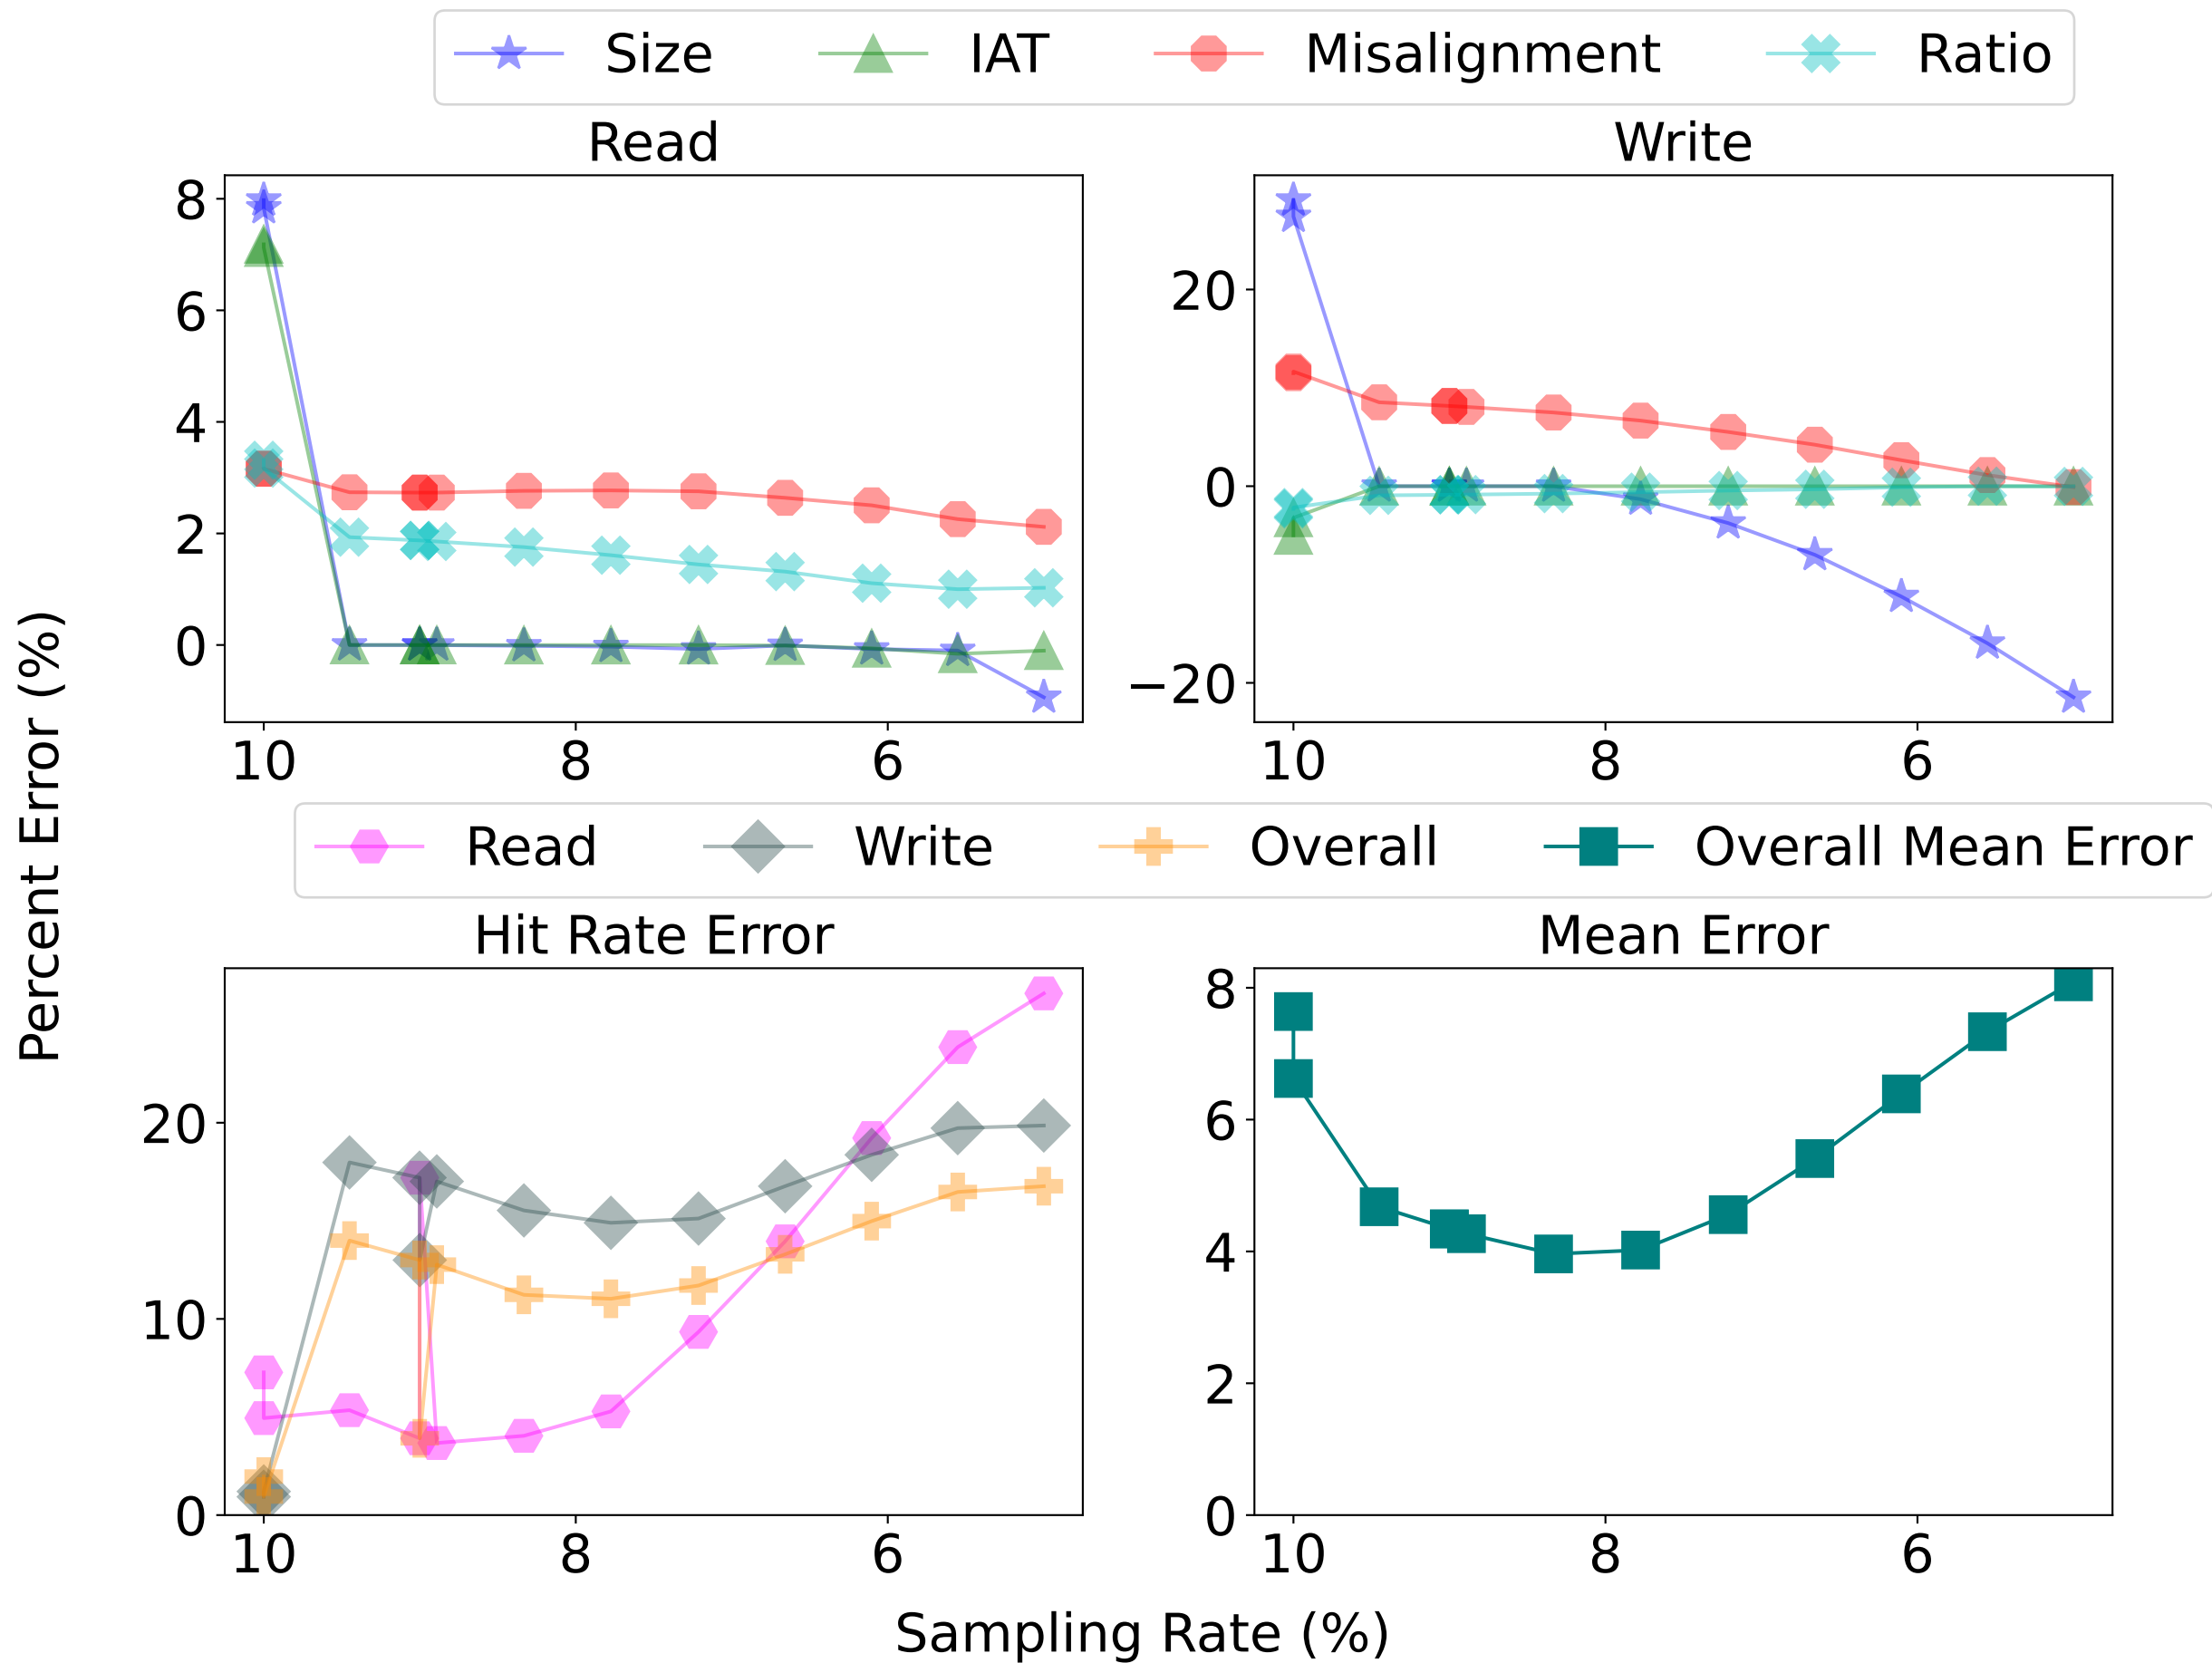 Size IAT Misalignment Ratio
Read Write
8
6
4
2
0
10 8 6
20
0
−20
10 8 6
Percent Error (%)
Read Write Overall Overall Mean Error
Hit Rate Error Mean Error
20
10
0
10 8 6
8
6
4
2
0
10 8 6
Sampling Rate (%)